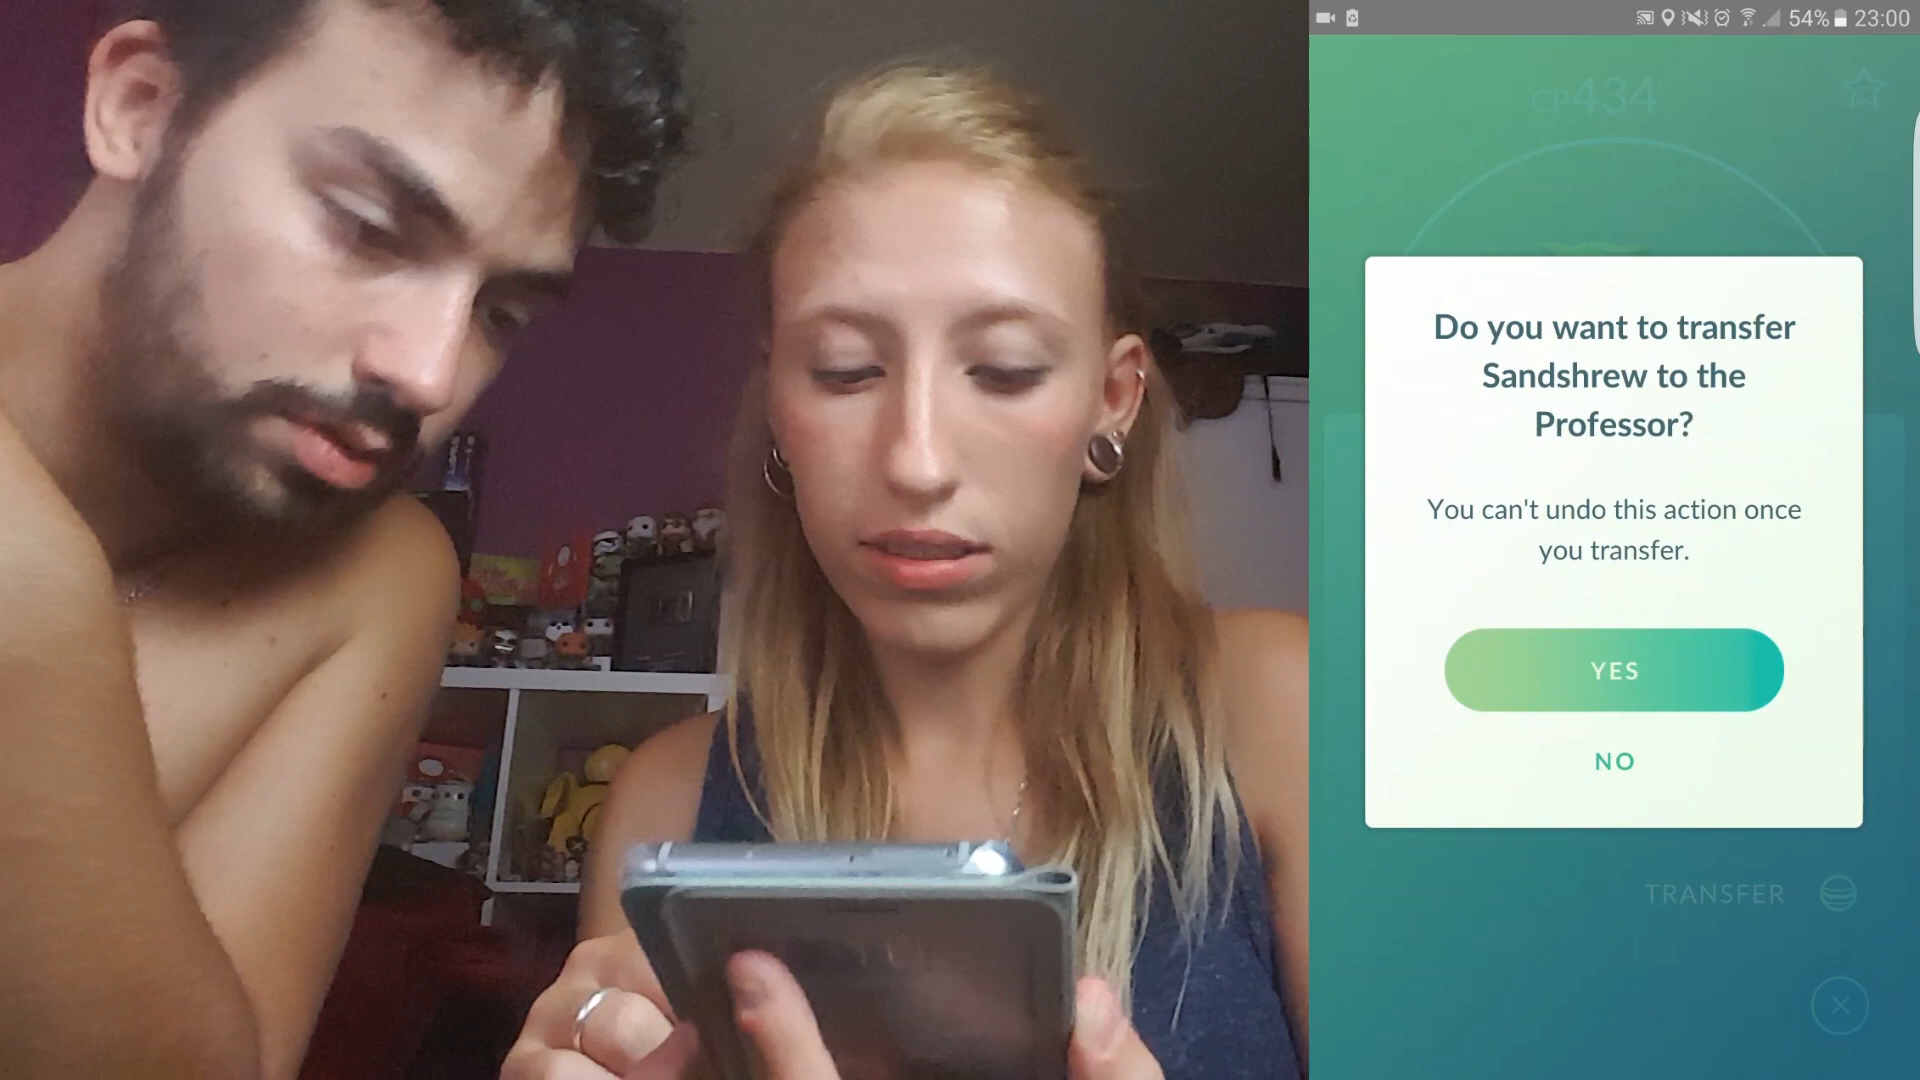 54% 23:00
CP434
Do you want to transfer
Sandshrew to the
Professor?
You can't undo this action once
you transfer.
YES
NO
TRANSFER